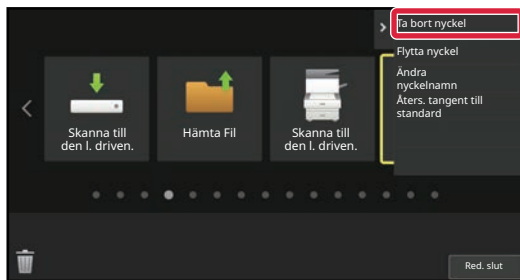 Ta bort nyckel
Flytta nyckel
Ändra
nyckelnamn
Åters. tangent till
standard
Skanna till
den l. driven.
Hämta Fil
Skanna till
den l. driven.
Red. slut